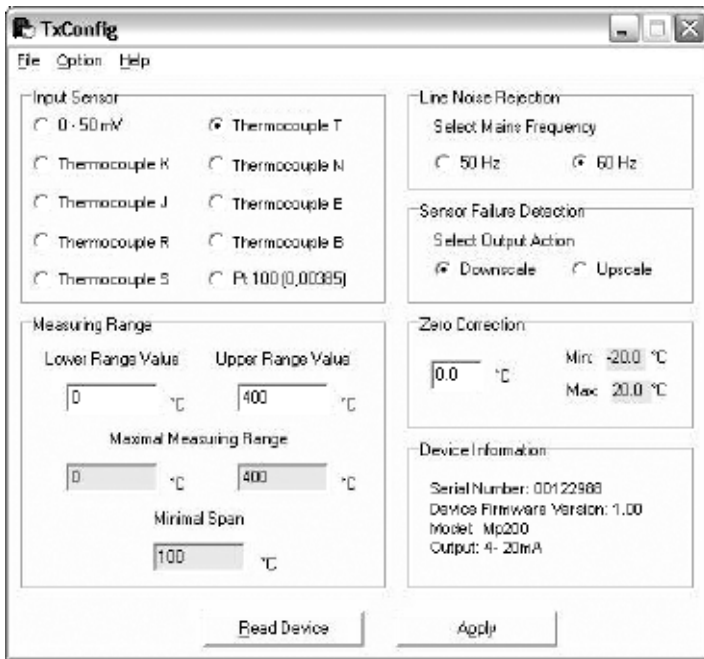 TxConfig
File Option Help
Input Sensor
0 - 50 mV
Thermocouple T
Thermocouple K
Thermocouple N
Thermocouple J
Thermocouple E
Thermocouple R
Thermocouple B
Thermocouple S
Pt 100 (0,00385)
Measuring Range
Lower Range Value Upper Range Value
0 °C 400 °C
Maximal Measuring Range
0 °C 400 °C
Minimal Span
100 °C
Line Noise Rejection
Select Mains Frequency
50 Hz 60 Hz
Sensor Failure Detection
Select Output Action
Downscale Upscale
Zero Correction
0.0 °C
Min: -20.0 °C
Max: 20.0 °C
Device Information
Serial Number: 00122988
Device Firmware Version: 1.00
Model: Mp200
Output: 4- 20mA
Read Device Apply